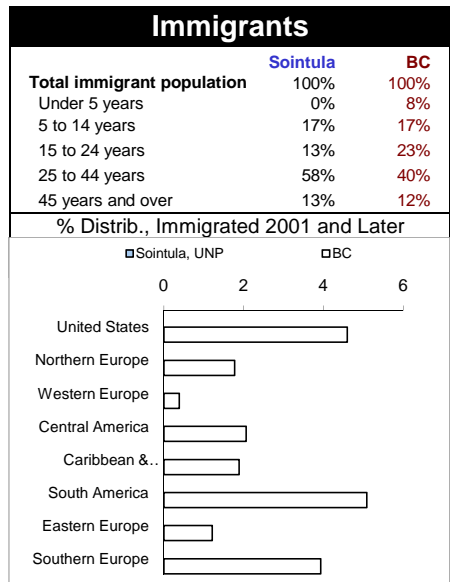 Immigrants
Sointula BC
Total immigrant population 100% 100%
Under 5 years 0% 8%
5 to 14 years 17% 17%
15 to 24 years 13% 23%
25 to 44 years 58% 40%
45 years and over 13% 12%
% Distrib., Immigrated 2001 and Later
Sointula, UNP BC
0 2 4 6
United States
Northern Europe
Western Europe
Central America
Caribbean &..
South America
Eastern Europe
Southern Europe